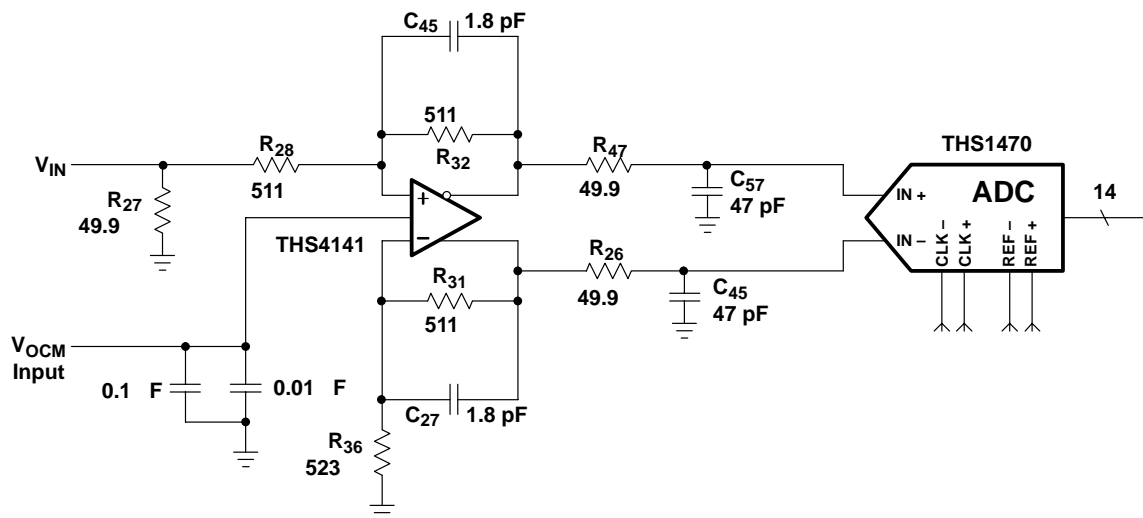 C45 1.8 pF
511
R32
VIN
R28
511
R27
49.9
R47
49.9
C57
47 pF
THS1470
ADC
IN +
IN –
CLK –
CLK +
REF –
REF +
14
+
–
THS4141
R26
49.9
C45
47 pF
R31
511
VOCM
Input
0.1 F
0.01 F
C27 1.8 pF
R36
523